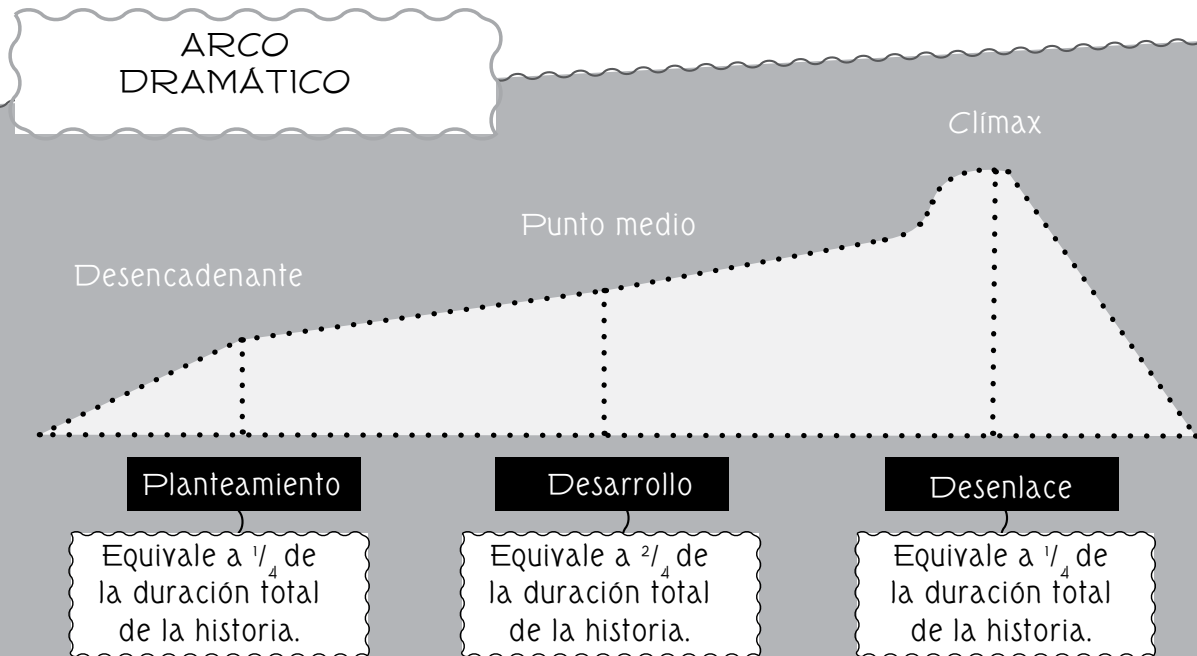 ARCO
DRAMÁTICO
Clímax
Punto medio
Desencadenante
Planteamiento
Desarrollo
Desenlace
Equivale a 1/4 de
la duración total
de la historia.
Equivale a 2/4 de
la duración total
de la historia.
Equivale a 1/4 de
la duración total
de la historia.